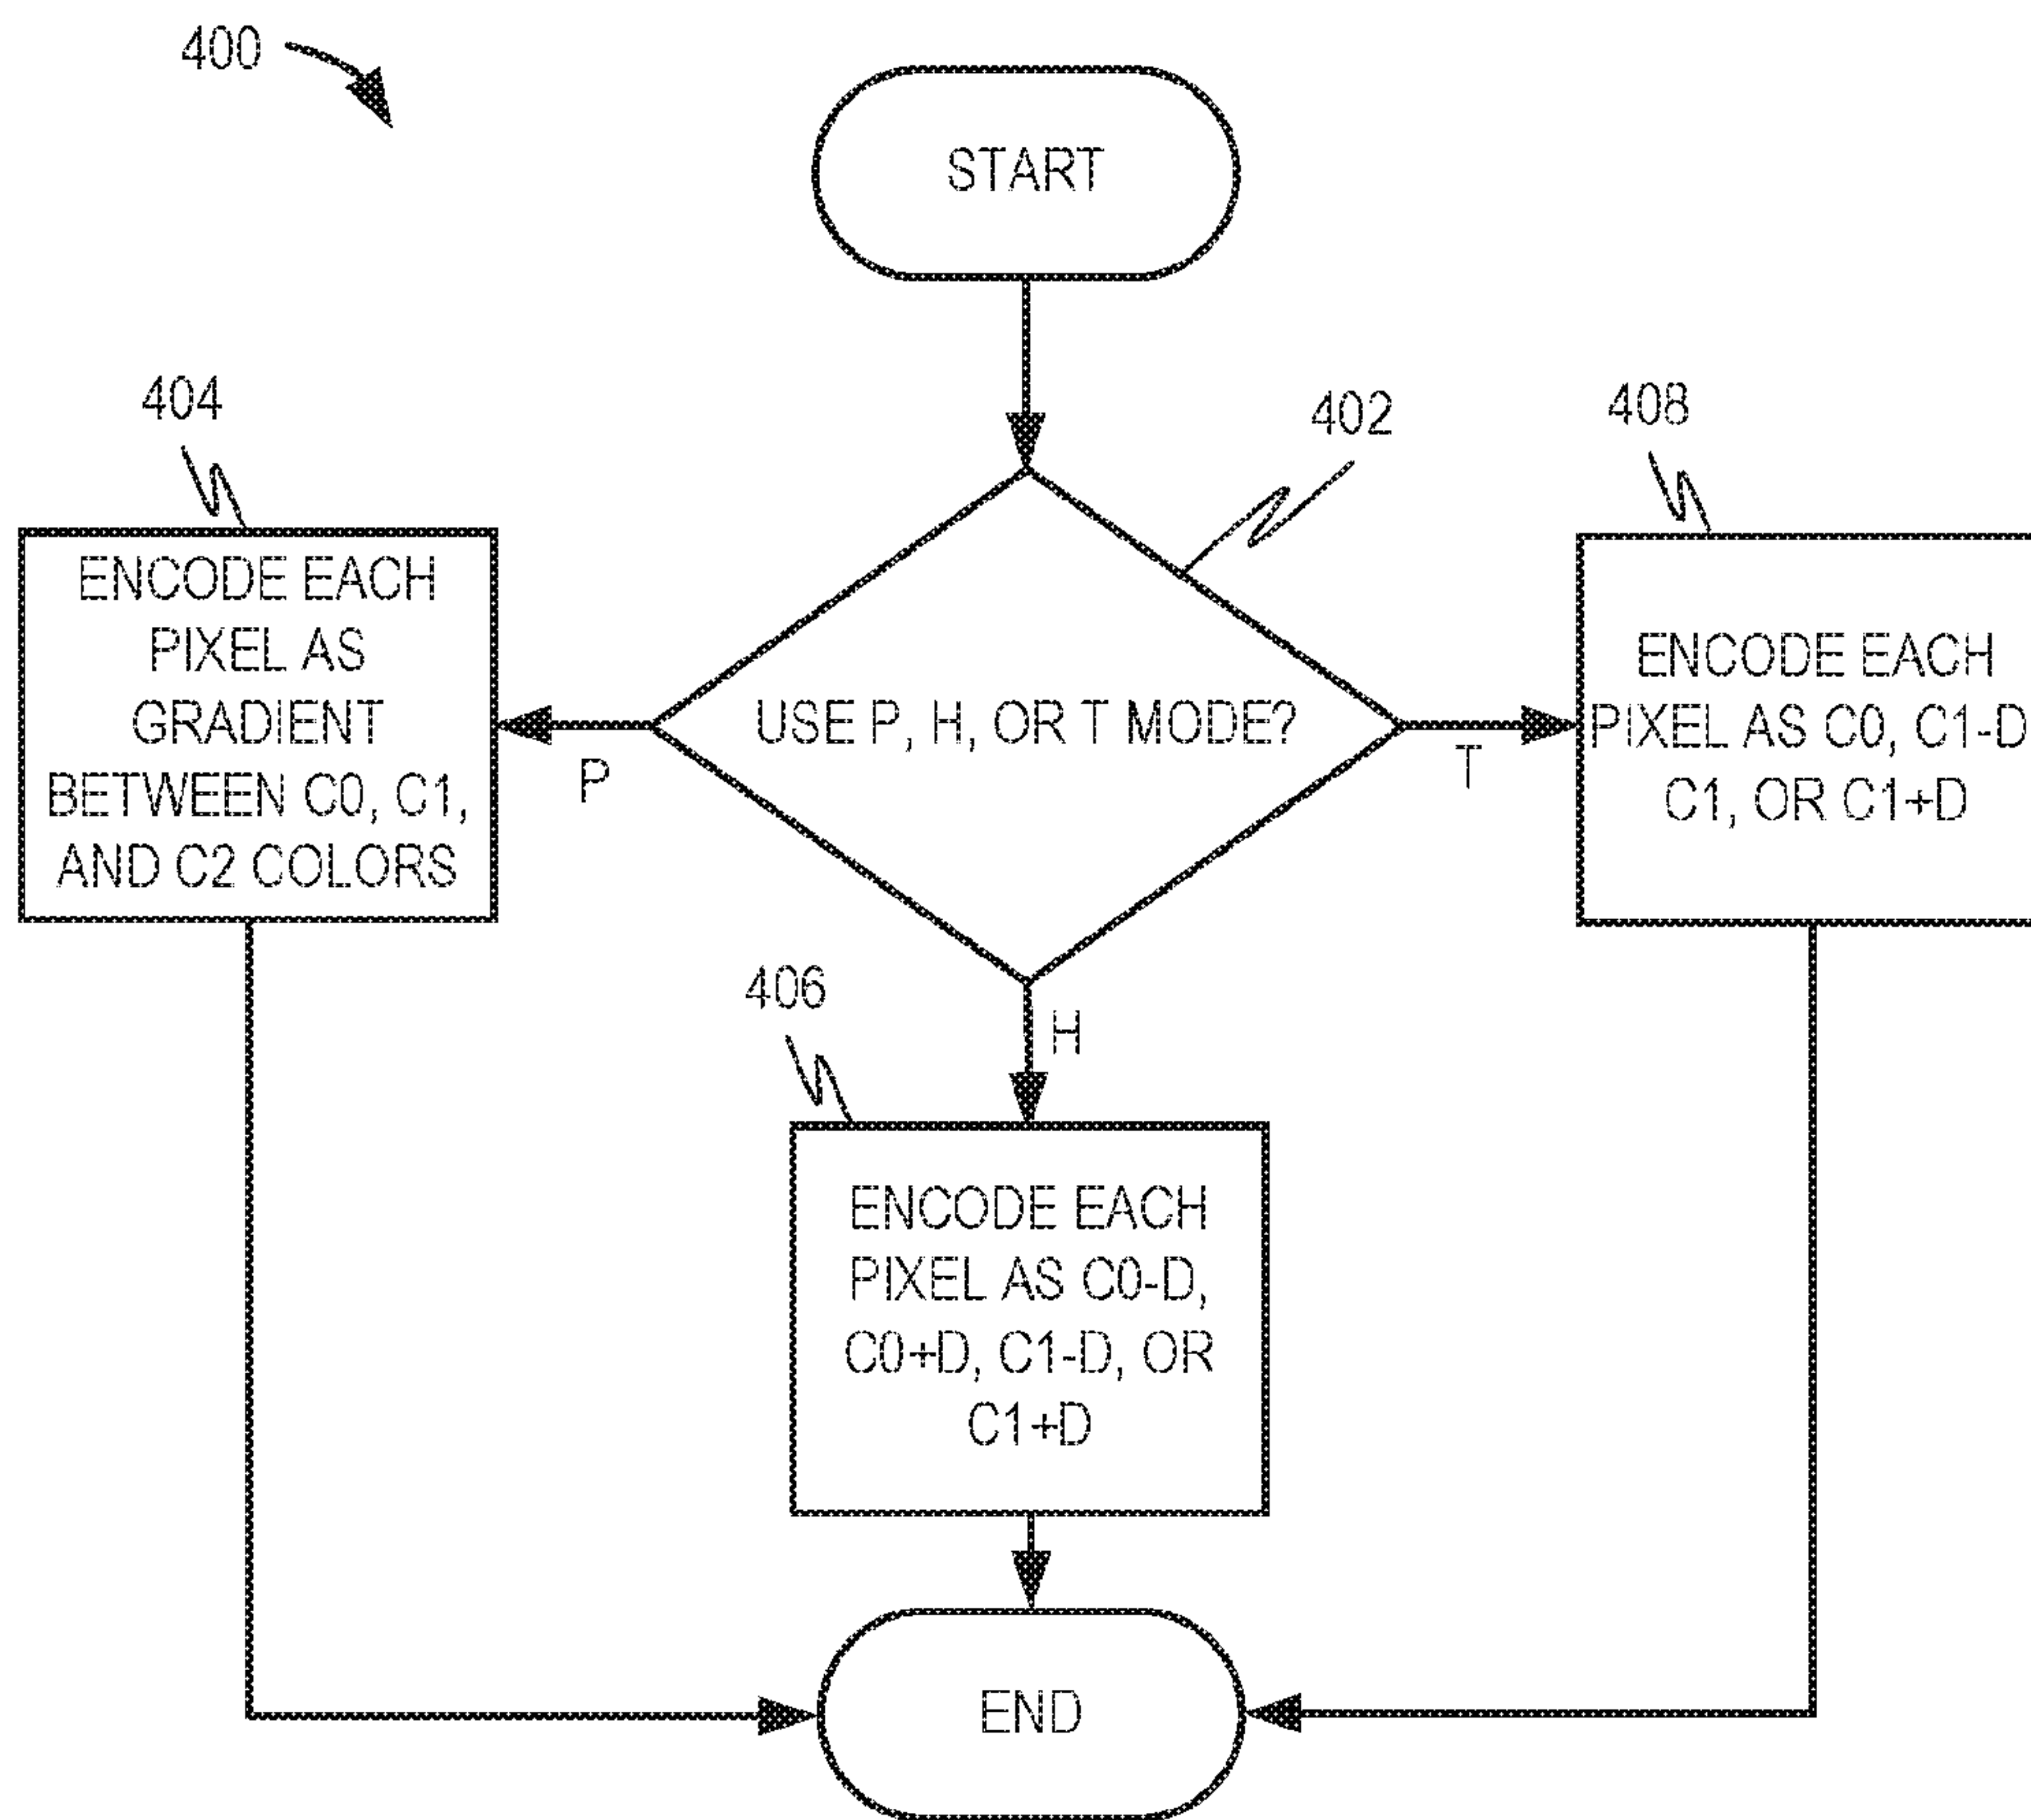 400
START
404
402
408
ENCODE EACH
PIXEL AS
GRADIENT
BETWEEN C0, C1,
AND C2 COLORS
P
USE P, H, OR T MODE?
T
ENCODE EACH
PIXEL AS C0, C1-D
C1, OR C1+D
406
H
ENCODE EACH
PIXEL AS C0-D,
C0+D, C1-D, OR
C1+D
END